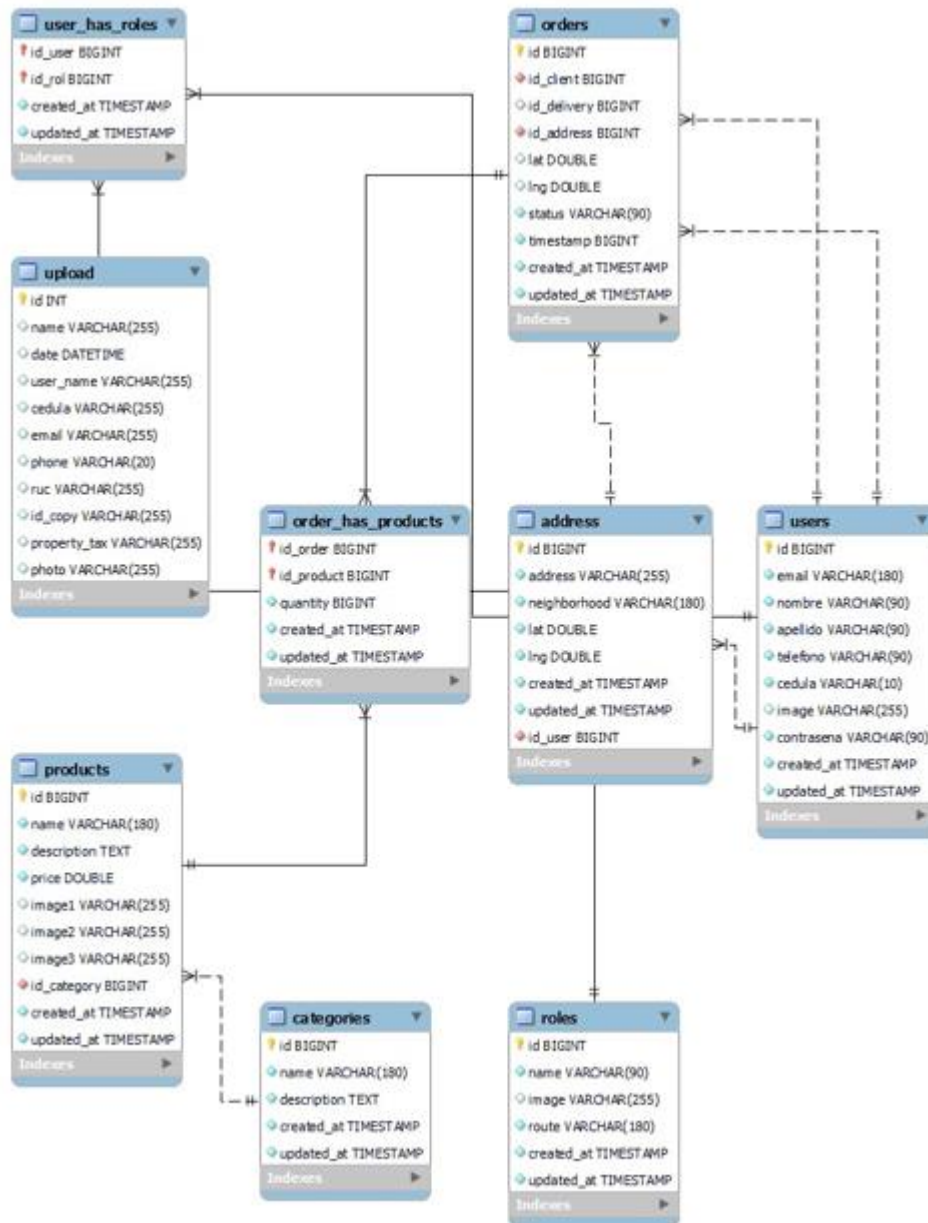 user_has_roles
id_user BIGINT
id_rol BIGINT
created_at TIMESTAMP
updated_at TIMESTAMP
Indexes
orders
id BIGINT
id_client BIGINT
id_delivery BIGINT
id_address BIGINT
lat DOUBLE
lng DOUBLE
status VARCHAR(90)
timestamp BIGINT
created_at TIMESTAMP
updated_at TIMESTAMP
Indexes
upload
id INT
name VARCHAR(255)
date DATETIME
user_name VARCHAR(255)
cedula VARCHAR(255)
email VARCHAR(255)
phone VARCHAR(20)
ruc VARCHAR(255)
id_copy VARCHAR(255)
property_tax VARCHAR(255)
photo VARCHAR(255)
Indexes
order_has_products
id_order BIGINT
id_product BIGINT
quantity BIGINT
created_at TIMESTAMP
updated_at TIMESTAMP
Indexes
address
id BIGINT
address VARCHAR(255)
neighborhood VARCHAR(180)
lat DOUBLE
lng DOUBLE
created_at TIMESTAMP
updated_at TIMESTAMP
id_user BIGINT
Indexes
users
id BIGINT
email VARCHAR(180)
nombre VARCHAR(90)
apellido VARCHAR(90)
telefono VARCHAR(90)
cedula VARCHAR(10)
image VARCHAR(255)
contrasena VARCHAR(90)
created_at TIMESTAMP
updated_at TIMESTAMP
Indexes
products
id BIGINT
name VARCHAR(180)
description TEXT
price DOUBLE
image1 VARCHAR(255)
image2 VARCHAR(255)
image3 VARCHAR(255)
id_category BIGINT
created_at TIMESTAMP
updated_at TIMESTAMP
Indexes
categories
id BIGINT
name VARCHAR(180)
description TEXT
created_at TIMESTAMP
updated_at TIMESTAMP
Indexes
roles
id BIGINT
name VARCHAR(90)
image VARCHAR(255)
route VARCHAR(180)
created_at TIMESTAMP
updated_at TIMESTAMP
Indexes